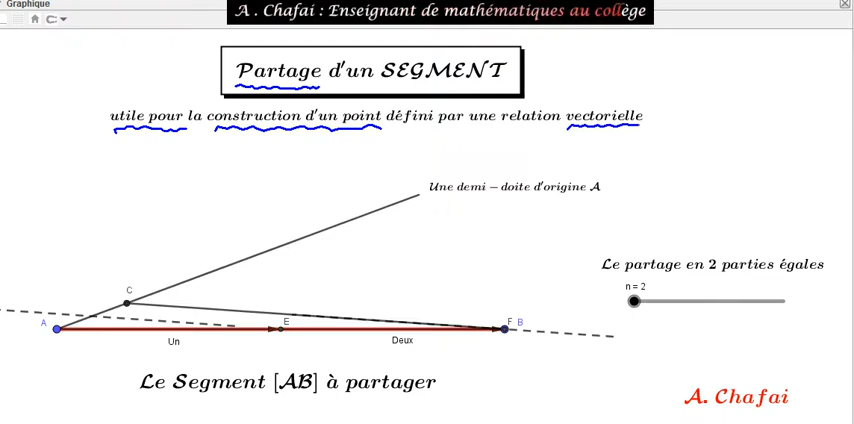 Graphique
A . Chafai : Enseignant de mathématiques au collège
Partage d'un SEGMENT
utile pour la construction d'un point défini par une relation vectorielle
Une demi – doite d'origine A
Le partage en 2 parties égales
n = 2
C
A
E
F B
Un
Deux
Le Segment [AB] à partager
A. Chafai